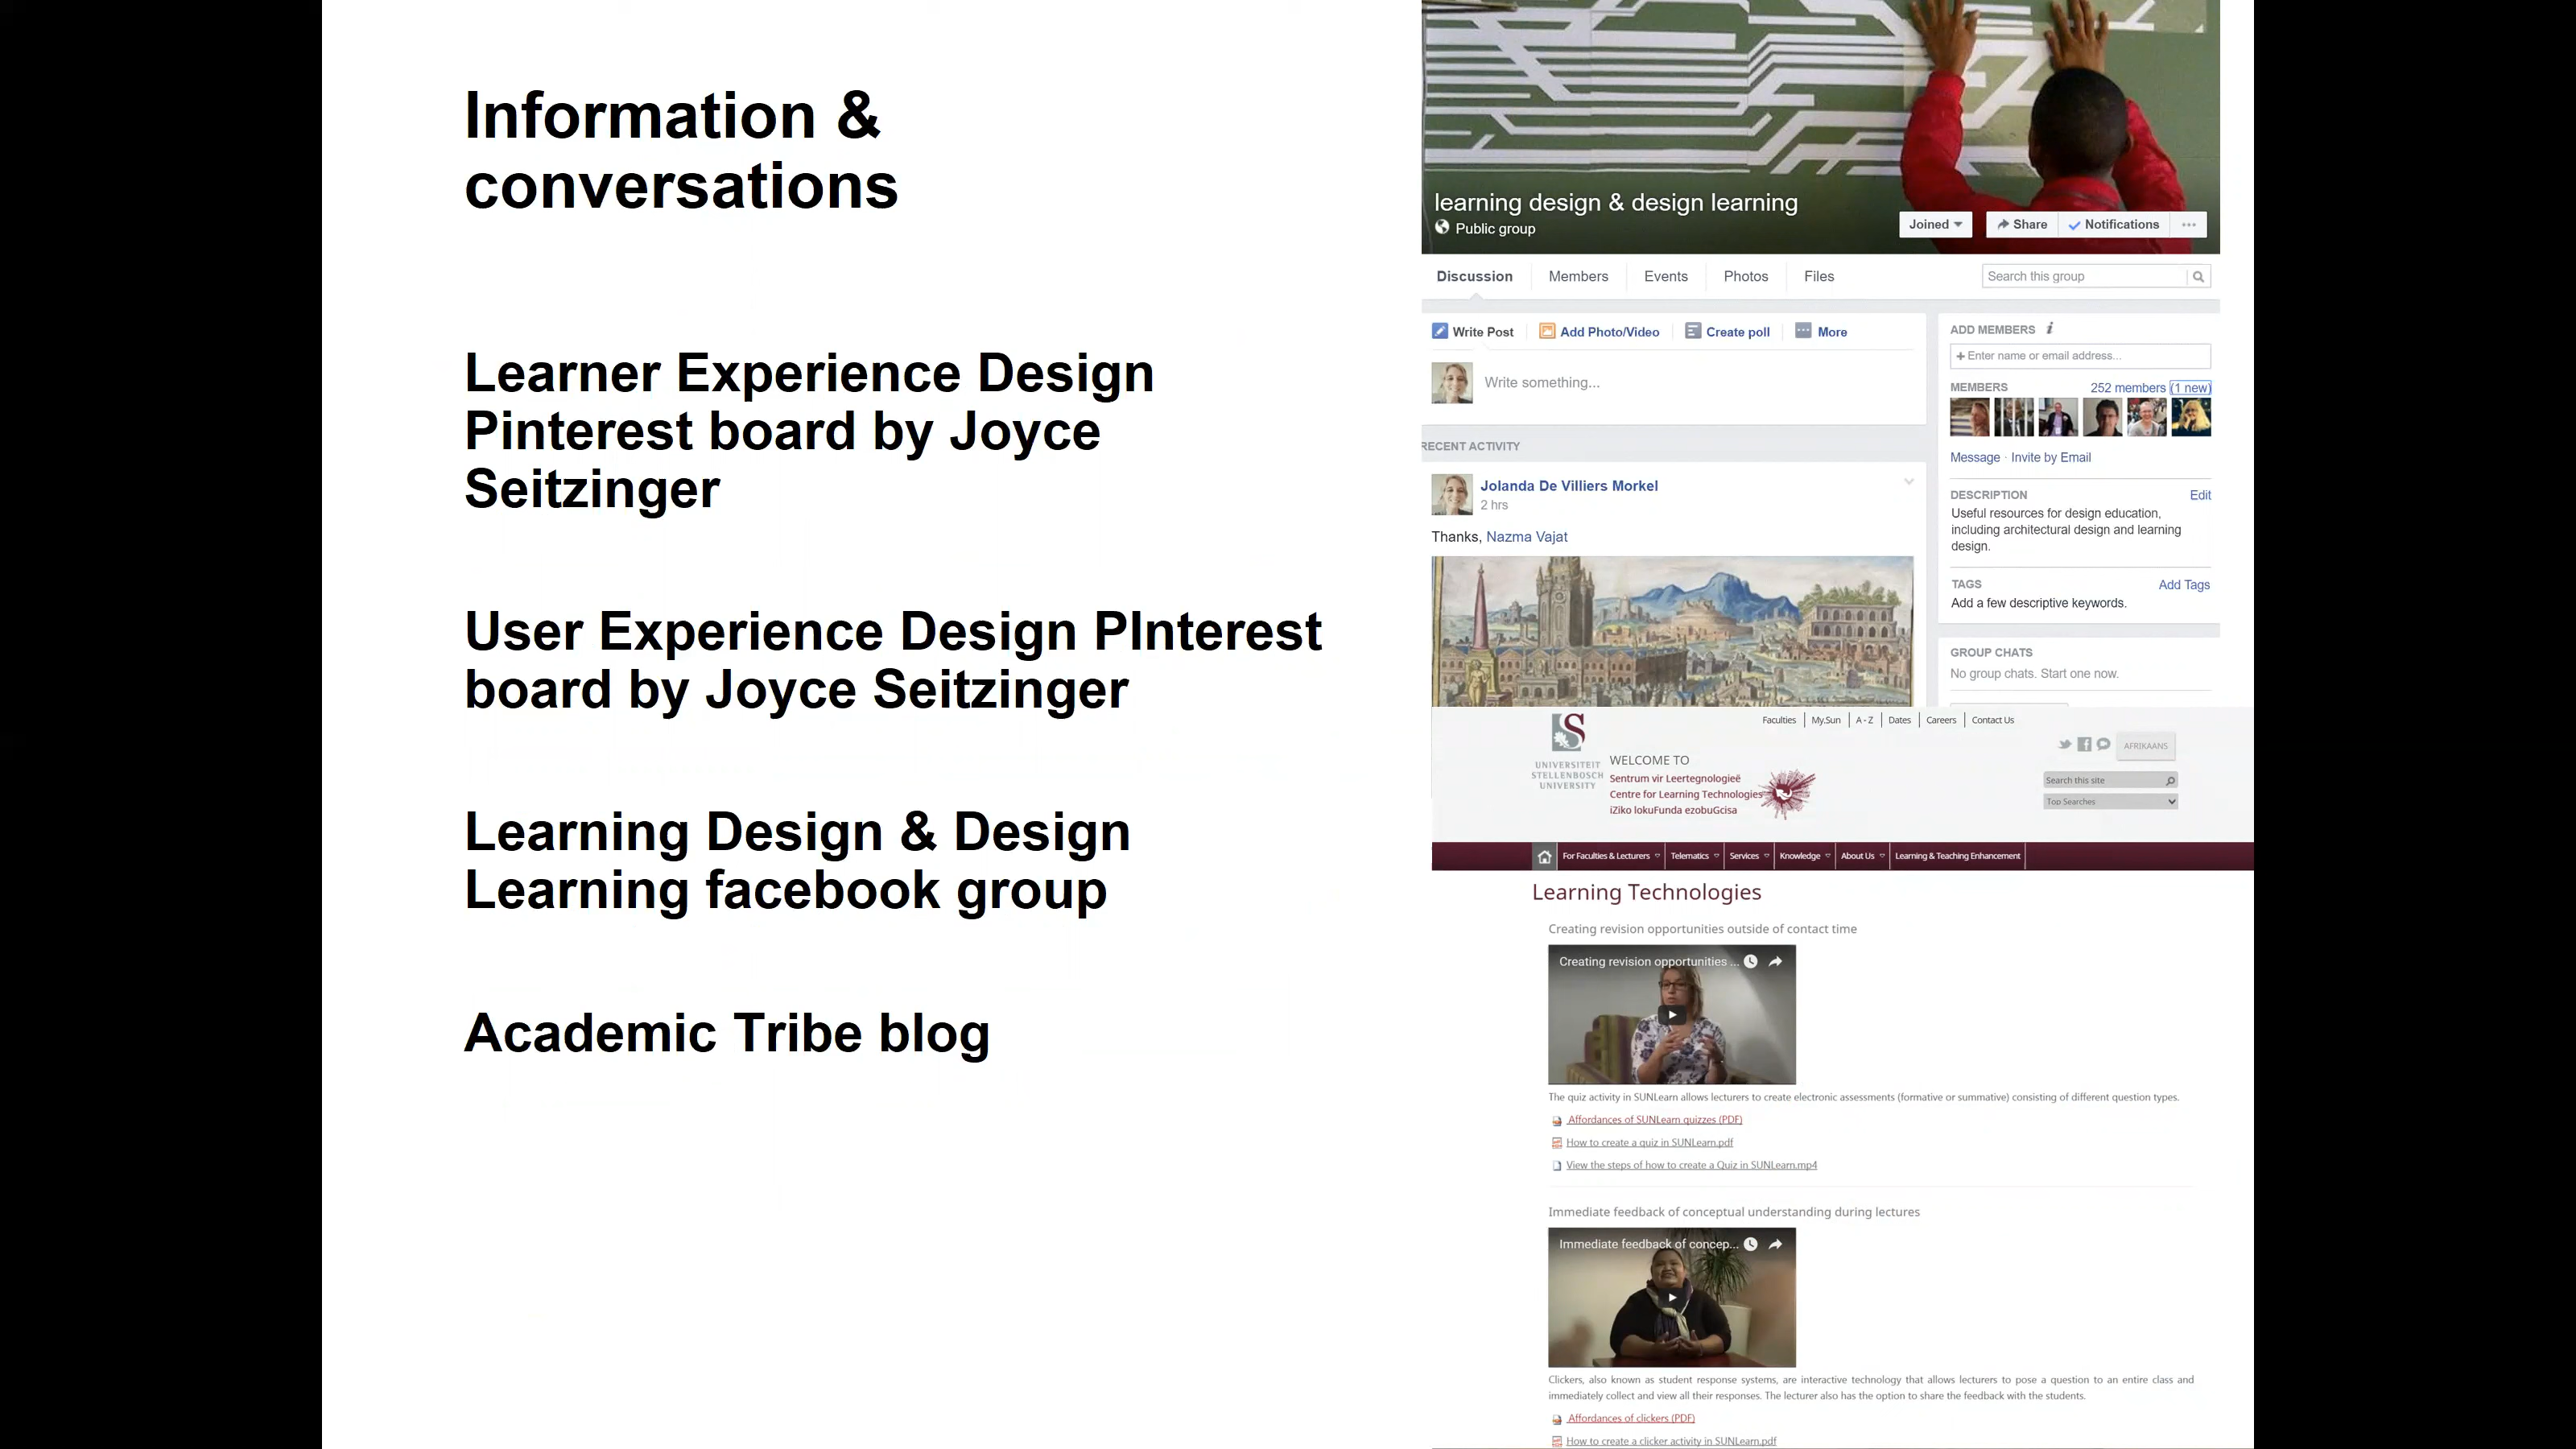 Information &
conversations
Learner Experience Design
Pinterest board by Joyce
Seitzinger
User Experience Design PInterest
board by Joyce Seitzinger
Learning Design & Design
Learning facebook group
Academic Tribe blog
learning design & design learning
Public group
Joined
Share
Notifications
Discussion
Members
Events
Photos
Files
Search this group
Write Post
Add Photo/Video
Create poll
More
Write something...
RECENT ACTIVITY
Jolanda De Villiers Morkel
2 hrs
Thanks, Nazma Vajat
ADD MEMBERS
+ Enter name or email address...
MEMBERS
252 members (1 new)
Message · Invite by Email
DESCRIPTION
Edit
Useful resources for design education,
including architectural design and learning
design.
TAGS
Add Tags
Add a few descriptive keywords.
GROUP CHATS
No group chats. Start one now.
Faculties | My.Sun | A - Z | Dates | Careers | Contact Us
UNIVERSITEIT
STELLENBOSCH
UNIVERSITY
WELCOME TO
Sentrum vir Leertegnologieë
Centre for Learning Technologies
iZiko lokuFunda ezobuGcisa
AFRIKAANS
Search this site
Top Searches
For Faculties & Lecturers
Telematics
Services
Knowledge
About Us
Learning & Teaching Enhancement
Learning Technologies
Creating revision opportunities outside of contact time
Creating revision opportunities ...
The quiz activity in SUNLearn allows lecturers to create electronic assessments (formative or summative) consisting of different question types.
Affordances of SUNLearn quizzes (PDF)
How to create a quiz in SUNLearn.pdf
View the steps of how to create a Quiz in SUNLearn.mp4
Immediate feedback of conceptual understanding during lectures
Immediate feedback of concep...
Clickers, also known as student response systems, are interactive technology that allows lecturers to pose a question to an entire class and
immediately collect and view all their responses. The lecturer also has the option to share the feedback with the students.
Affordances of clickers (PDF)
How to create a clicker activity in SUNLearn.pdf